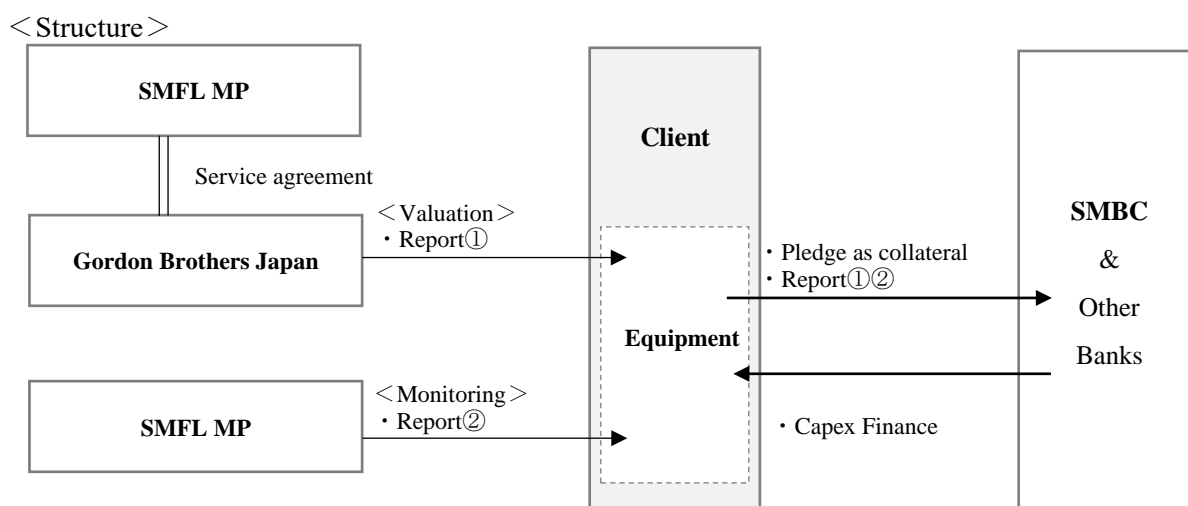 ＜Structure＞
SMFL MP
Service agreement
Gordon Brothers Japan
＜Valuation＞
・Report①
SMFL MP
＜Monitoring＞
・Report②
Client
Equipment
・Pledge as collateral
・Report①②
・Capex Finance
SMBC
&
Other
Banks